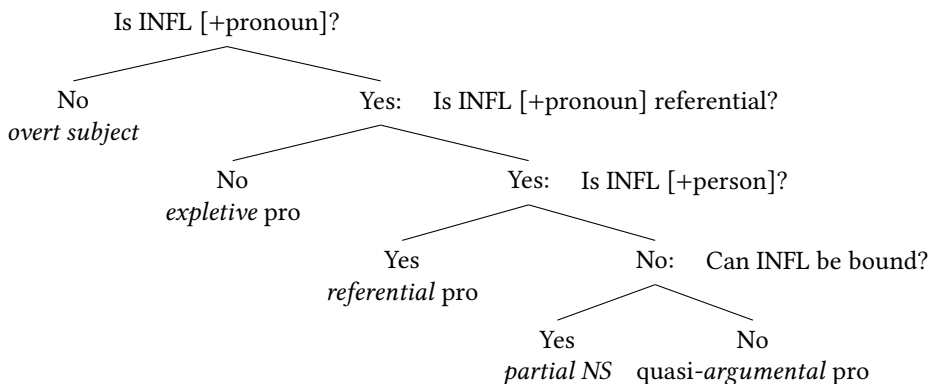 Is INFL [+pronoun]?
No
overt subject
Yes: Is INFL [+pronoun] referential?
No
expletive pro
Yes: Is INFL [+person]?
Yes
referential pro
No: Can INFL be bound?
Yes
partial NS
No
quasi-argumental pro